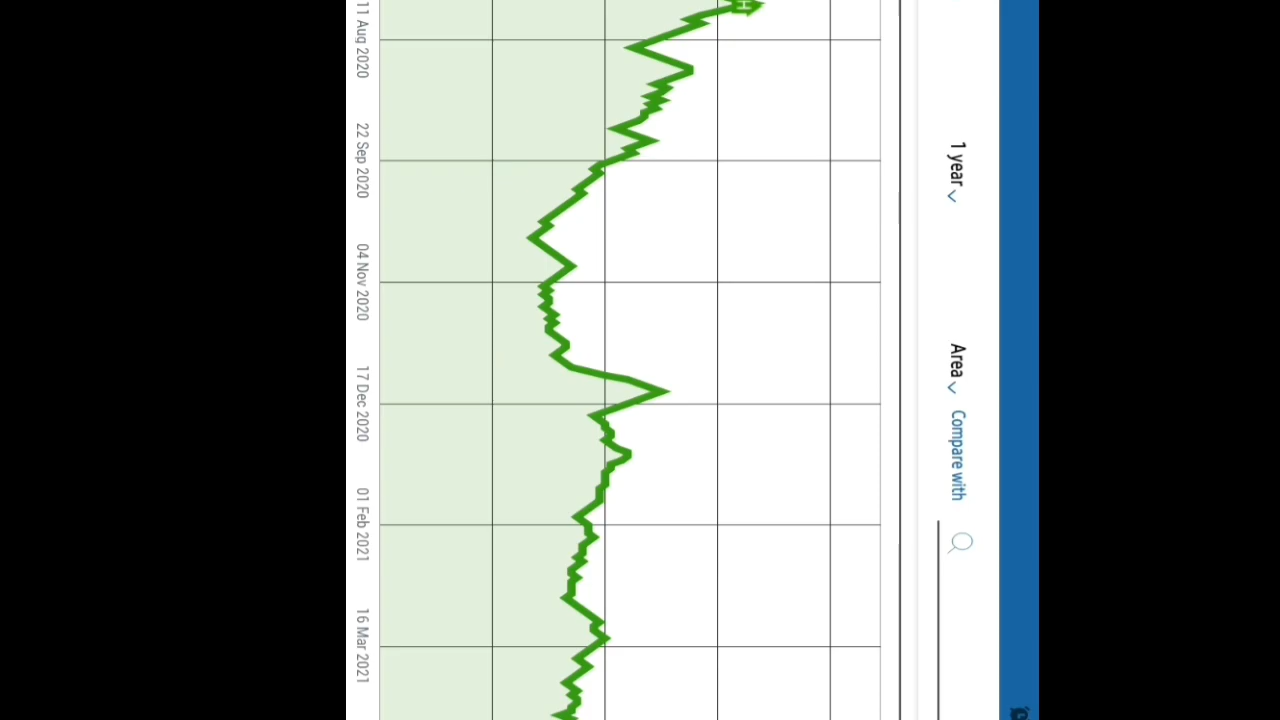 1 year
Area
Compare with
H
11 Aug 2020
22 Sep 2020
04 Nov 2020
17 Dec 2020
01 Feb 2021
16 Mar 2021